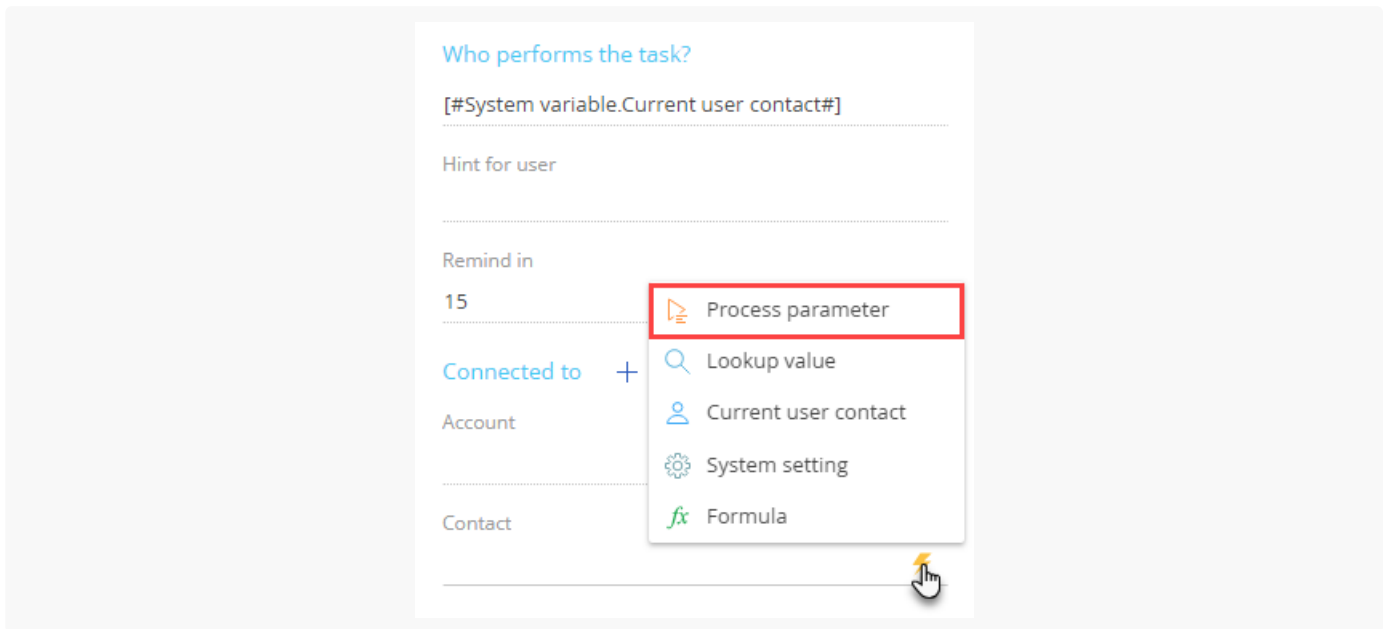 Who performs the task?
[#System variable.Current user contact#]
Hint for user
Remind in
15
Process parameter
Connected to +
Lookup value
Account
Current user contact
System setting
Contact
fx Formula